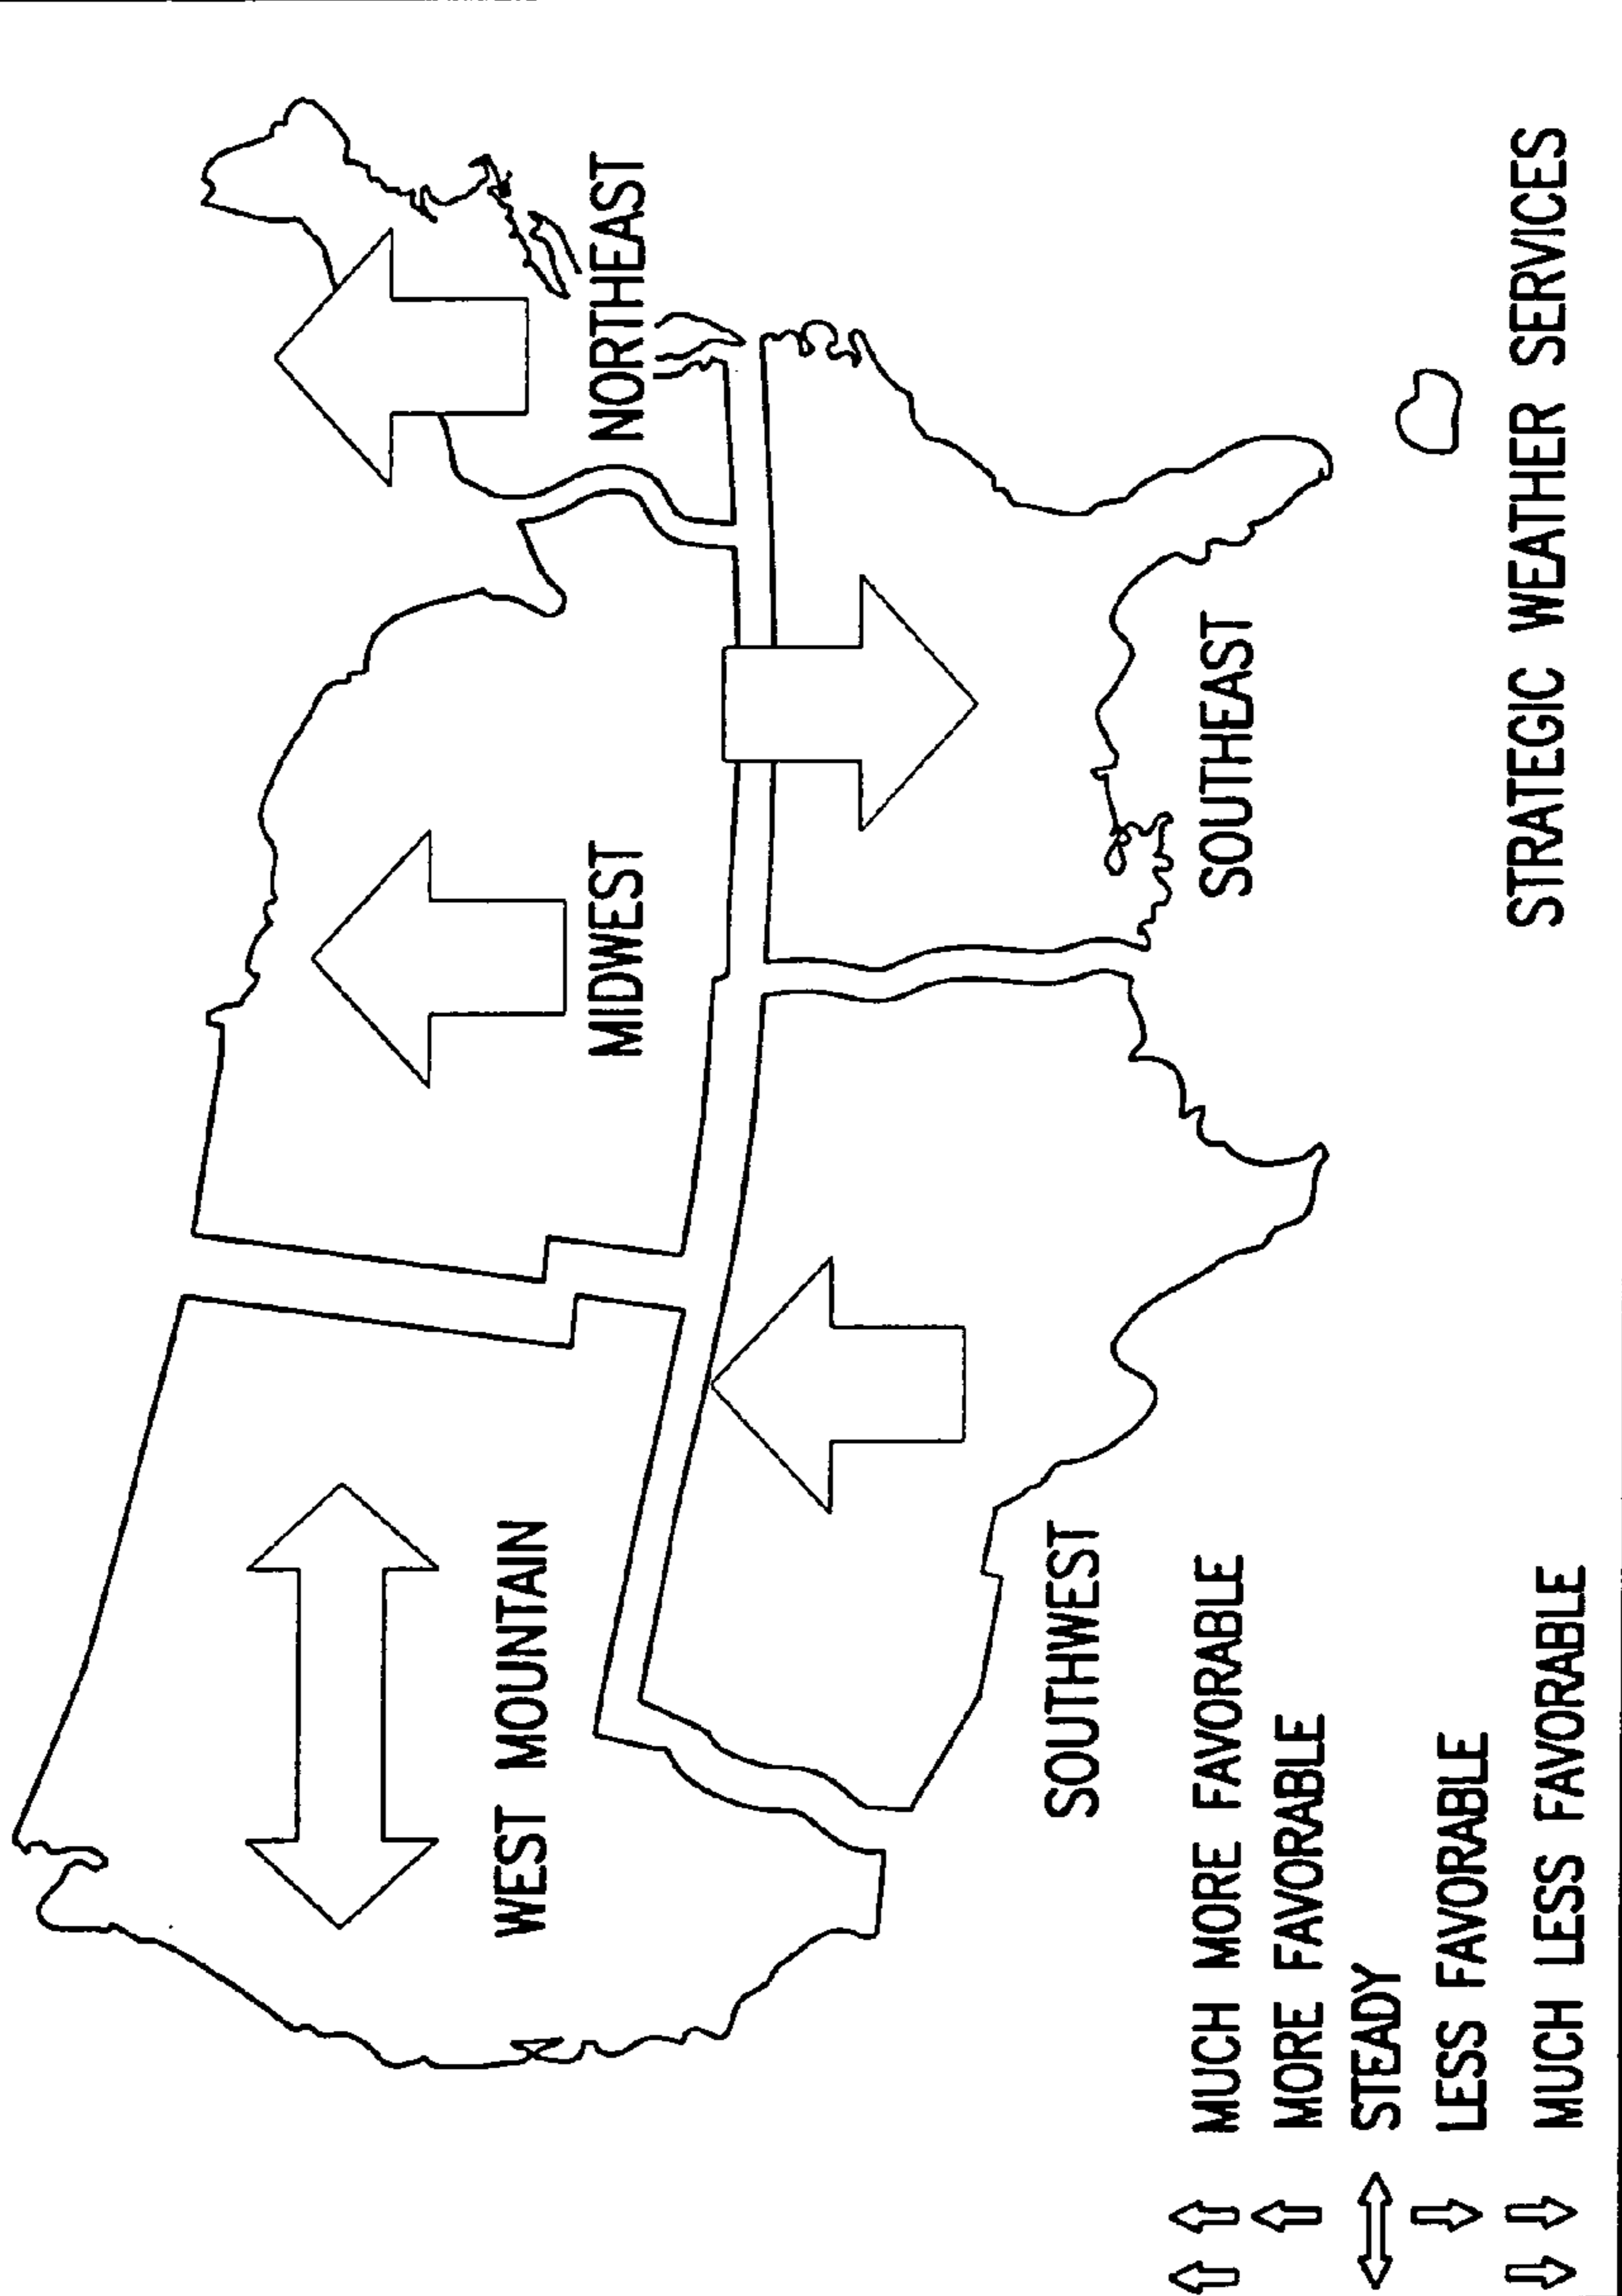 WEST MOUNTAIN
MIDWEST
NORTHEAST
SOUTHWEST
SOUTHEAST
MUCH MORE FAVORABLE
MORE FAVORABLE
STEADY
LESS FAVORABLE
MUCH LESS FAVORABLE
STRATEGIC WEATHER SERVICES